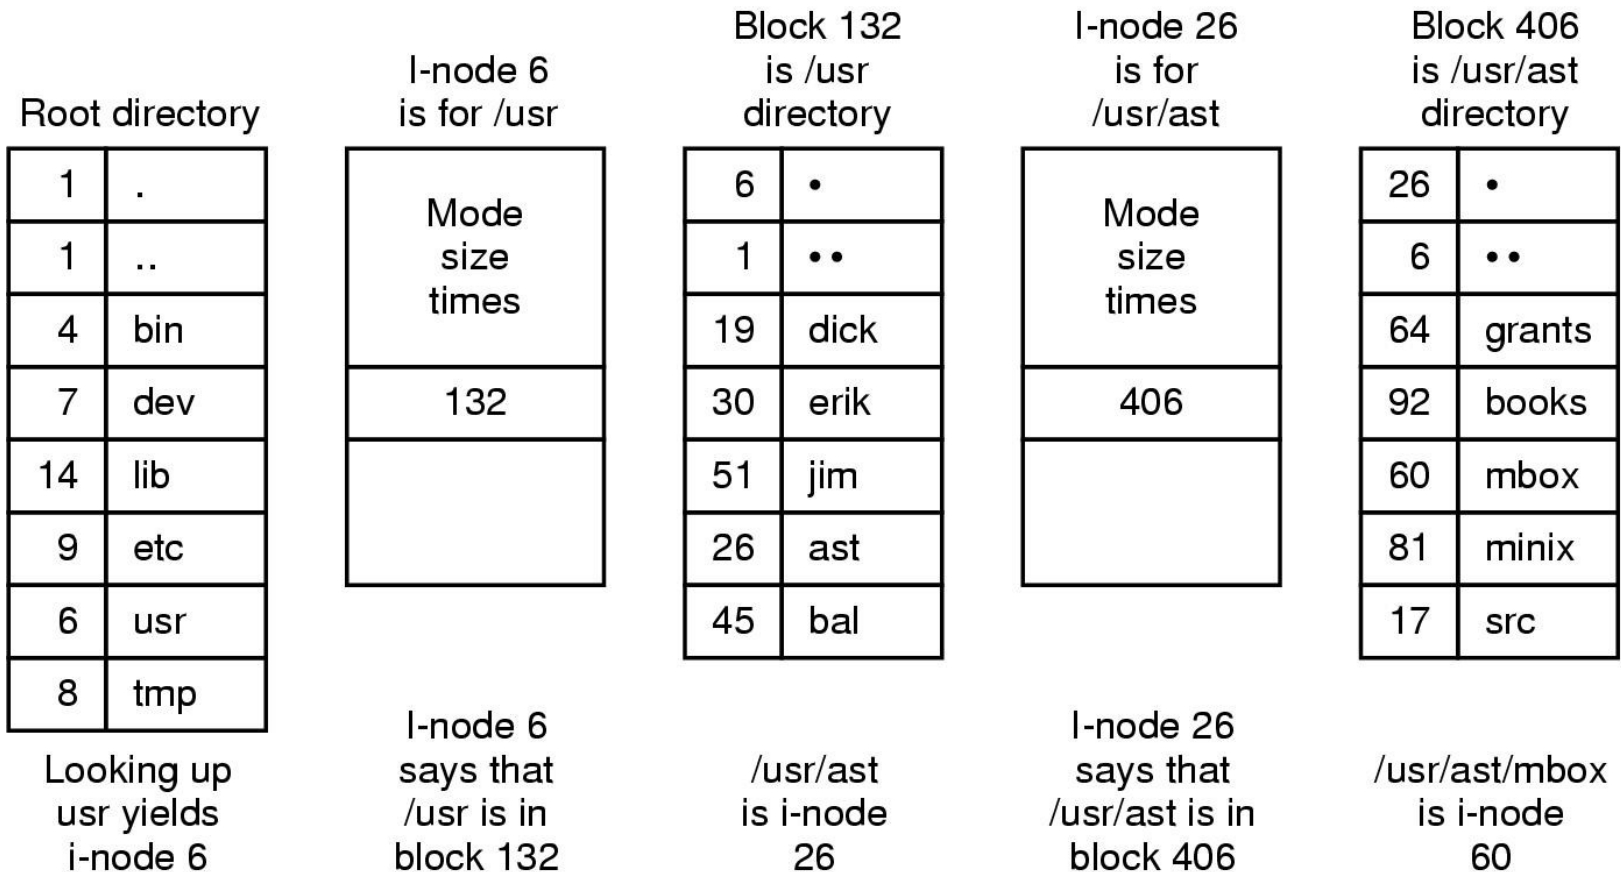 Root directory
1 .
1 ..
4 bin
7 dev
14 lib
9 etc
6 usr
8 tmp
Looking up
usr yields
i-node 6
I-node 6
is for /usr
Mode
size
times
132
I-node 6
says that
/usr is in
block 132
Block 132
is /usr
directory
6 •
1 ••
19 dick
30 erik
51 jim
26 ast
45 bal
/usr/ast
is i-node
26
I-node 26
is for
/usr/ast
Mode
size
times
406
I-node 26
says that
/usr/ast is in
block 406
Block 406
is /usr/ast
directory
26 •
6 ••
64 grants
92 books
60 mbox
81 minix
17 src
/usr/ast/mbox
is i-node
60